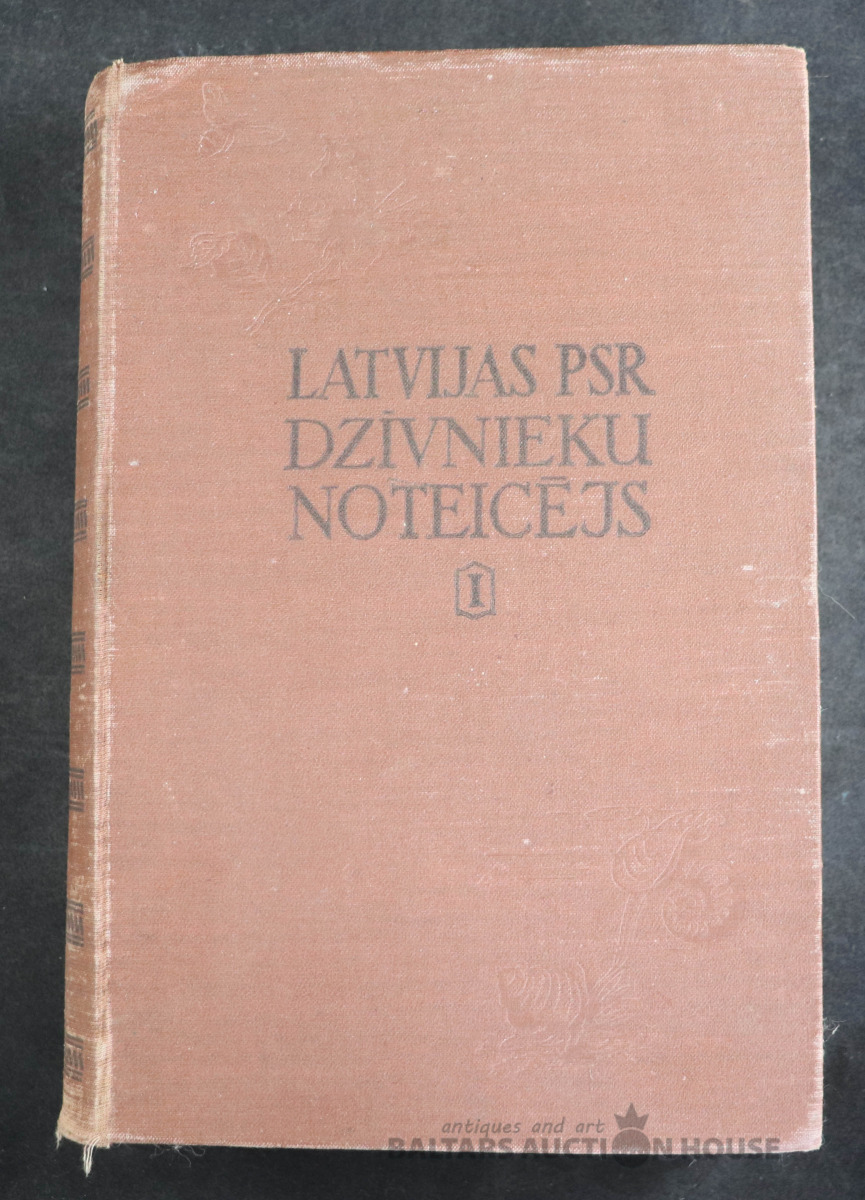 LATVIJAS PSR
DZĪVNIEKU
NOTEICĒJS
I
antiques and art
BALTARS AUCTION HOUSE